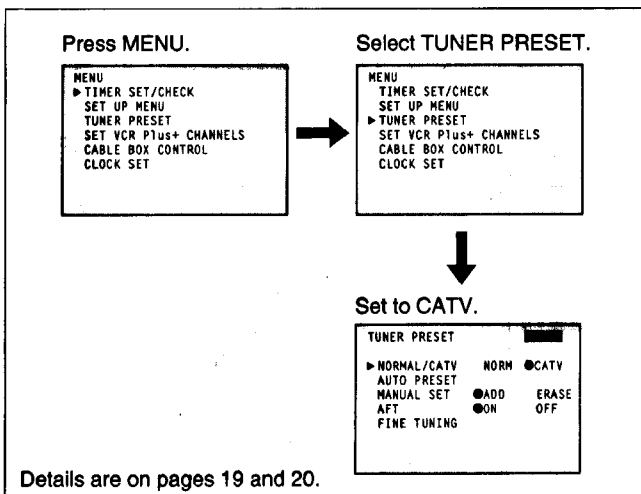 Press MENU.
MENU
▶ TIMER SET/CHECK
SET UP MENU
TUNER PRESET
SET VCR Plus+ CHANNELS
CABLE BOX CONTROL
CLOCK SET
Select TUNER PRESET.
MENU
TIMER SET/CHECK
SET UP MENU
▶ TUNER PRESET
SET VCR Plus+ CHANNELS
CABLE BOX CONTROL
CLOCK SET
Set to CATV.
TUNER PRESET
▶ NORMAL/CATV NORM ●CATV
AUTO PRESET
MANUAL SET ●ADD ERASE
AFT ●ON OFF
FINE TUNING
Details are on pages 19 and 20.